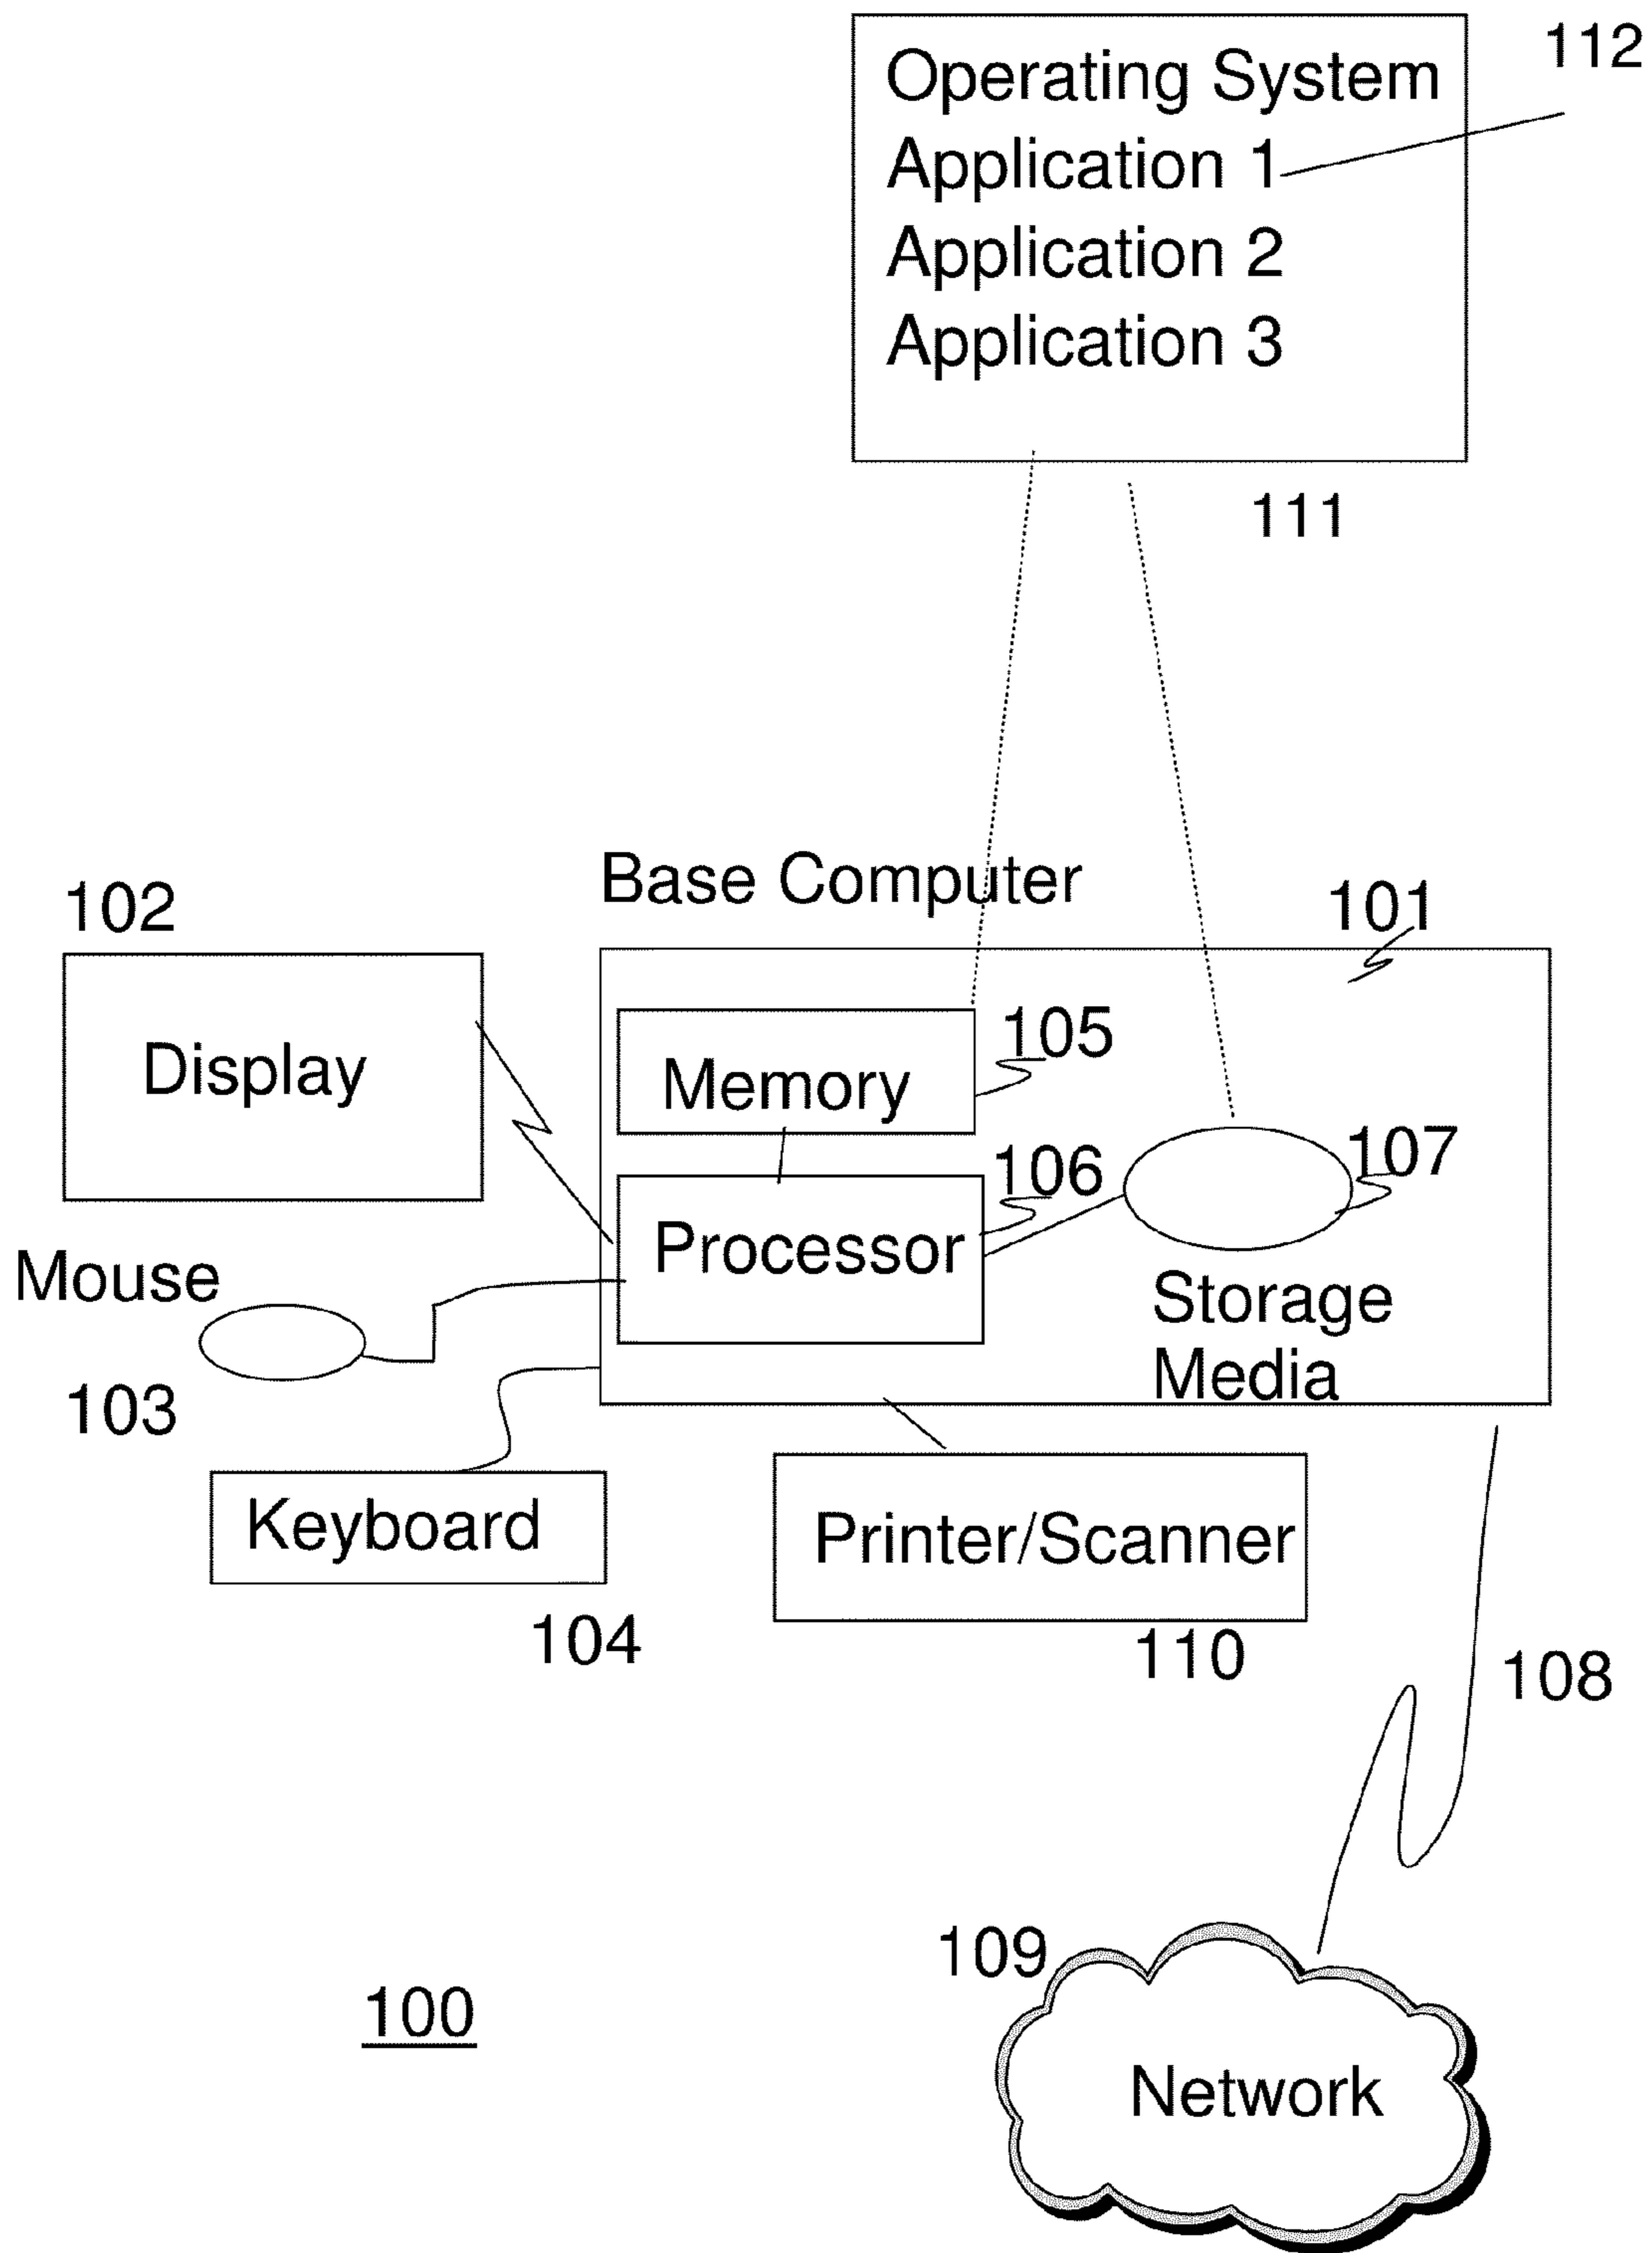 112
Operating System
Application 1
Application 2
Application 3
111
Base Computer
102
101
Display
Memory
105
106
107
Processor
Mouse
Storage
Media
103
Keyboard
Printer/Scanner
104
110
108
109
100
Network